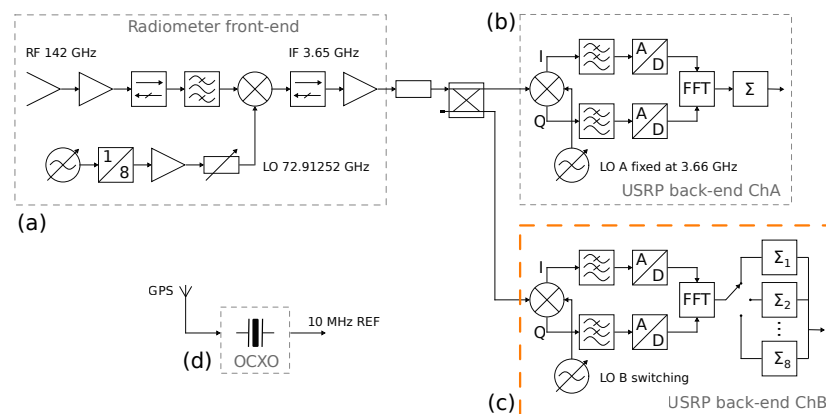 Radiometer front-end
RF 142 GHz
IF 3.65 GHz
1
8
LO 72.91252 GHz
(a)
(b)
I
A
D
FFT
Σ
Q
A
D
LO A fixed at 3.66 GHz
USRP back-end ChA
I
A
D
FFT
Σ1
Σ2
⋮
Σ8
Q
A
D
LO B switching
(c)
USRP back-end ChB
GPS
10 MHz REF
(d)
OCXO